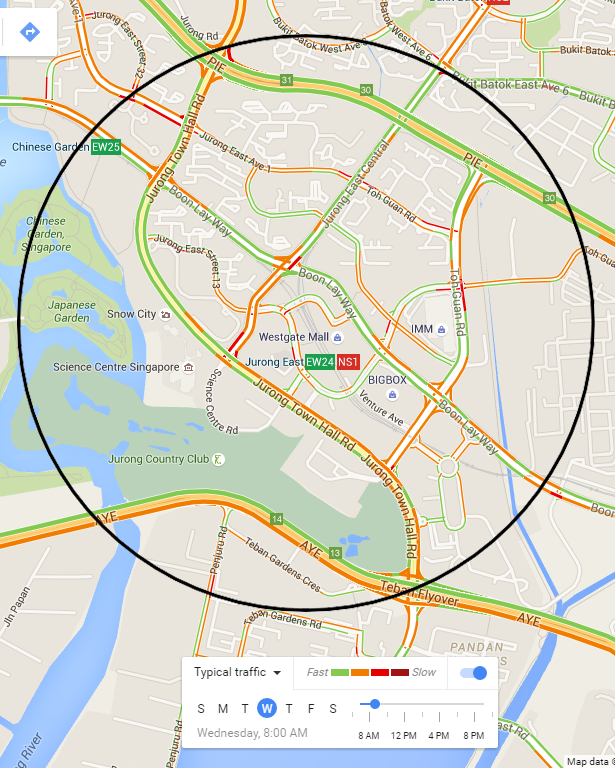 Jurong East Street 32
Ave-1
Jurong Rd
PIE
31
30
Bukit Batok West Ave 5
West Ave 6
Bukit Batok
Bukit Batok East Ave 6
Bukit
Chinese Garden EW25
Jurong Town Hall Rd
Jurong East Ave 1
Jurong East Central
Toh Guan Rd
PIE
30
Boon Lay Way
Chinese
Garden,
Singapore
Jurong East Street 13
Boon Lay Way
Toh Guan Rd
Toh Gua
Japanese
Garden
Snow City
Westgate Mall
IMM
Jurong East EW24 NS1
Science Centre Singapore
Science Centre Rd
BIGBOX
Venture Ave
Jurong Town Hall Rd
Boon Lay Way
Jurong Country Club
Jurong Town Hall Rd
Boon
AYE
14
AYE
13
Penjuru Rd
Teban Gardens Cres
Teban Flyover
AYE
Jln Papan
Teban Gardens Rd
PANDAN
Typical traffic
Fast
Slow
S M T W T F S
Wednesday, 8:00 AM
8 AM 12 PM 4 PM 8 PM
Penjuru Rd
g River
ast Rd
Map data